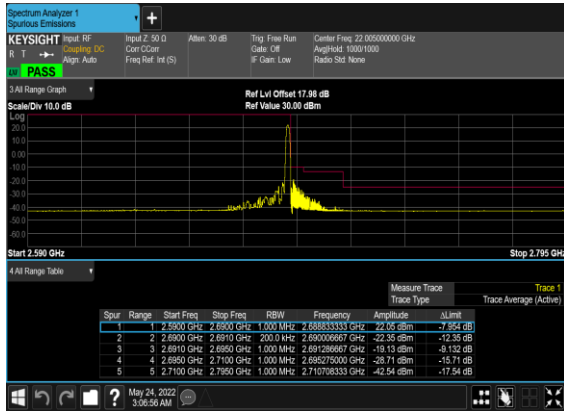 Spectrum Analyzer 1
Spurious Emissions
KEYSIGHT Input: RF Input Z: 50 Ω Atten: 30 dB Trig: Free Run Center Freq: 22.005000000 GHz
R T Coupling: DC Corr CCorr Gate: Off Avg|Hold: 1000/1000
Align: Auto Freq Ref: Int (S) IF Gain: Low Radio Std: None
LW PASS
3 All Range Graph Ref Lvl Offset 17.98 dB
Scale/Div 10.0 dB Ref Value 30.00 dBm
Log
20.0
10.0
0.00
-10.0
-20.0
-30.0
-40.0
-50.0
-60.0
Start 2.590 GHz Stop 2.795 GHz
4 All Range Table
Measure Trace Trace 1
Trace Type Trace Average (Active)
Spur Range Start Freq Stop Freq RBW Frequency Amplitude ΔLimit
1 1 2.5900 GHz 2.6900 GHz 1.000 MHz 2.688833333 GHz 22.05 dBm -7.954 dB
2 2 2.6900 GHz 2.6910 GHz 200.0 kHz 2.690006667 GHz -22.35 dBm -12.35 dB
3 3 2.6910 GHz 2.6950 GHz 1.000 MHz 2.691286667 GHz -19.13 dBm -9.132 dB
4 4 2.6950 GHz 2.7100 GHz 1.000 MHz 2.695275000 GHz -28.71 dBm -15.71 dB
5 5 2.7100 GHz 2.7950 GHz 1.000 MHz 2.710708333 GHz -42.54 dBm -17.54 dB
May 24, 2022
3:06:56 AM